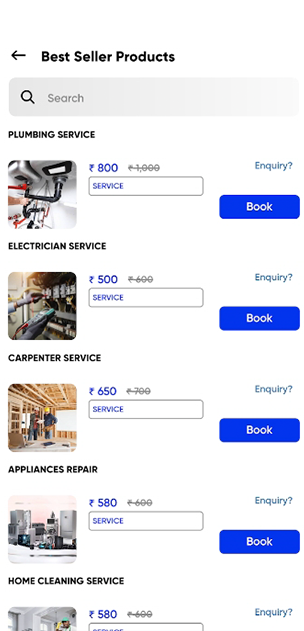 Best Seller Products
Search
PLUMBING SERVICE
₹ 800 ₹ 1,000 Enquiry?
SERVICE
Book
ELECTRICIAN SERVICE
₹ 500 ₹ 600 Enquiry?
SERVICE
Book
CARPENTER SERVICE
₹ 650 ₹ 700 Enquiry?
SERVICE
Book
APPLIANCES REPAIR
₹ 580 ₹ 600 Enquiry?
SERVICE
Book
HOME CLEANING SERVICE
₹ 580 ₹ 600 Enquiry?
SERVICE